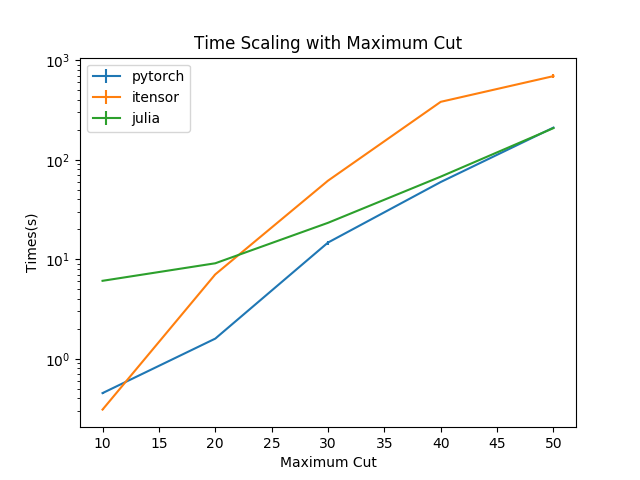 Time Scaling with Maximum Cut
Times(s)
10³
10²
10¹
10⁰
pytorch
itensor
julia
10 15 20 25 30 35 40 45 50
Maximum Cut